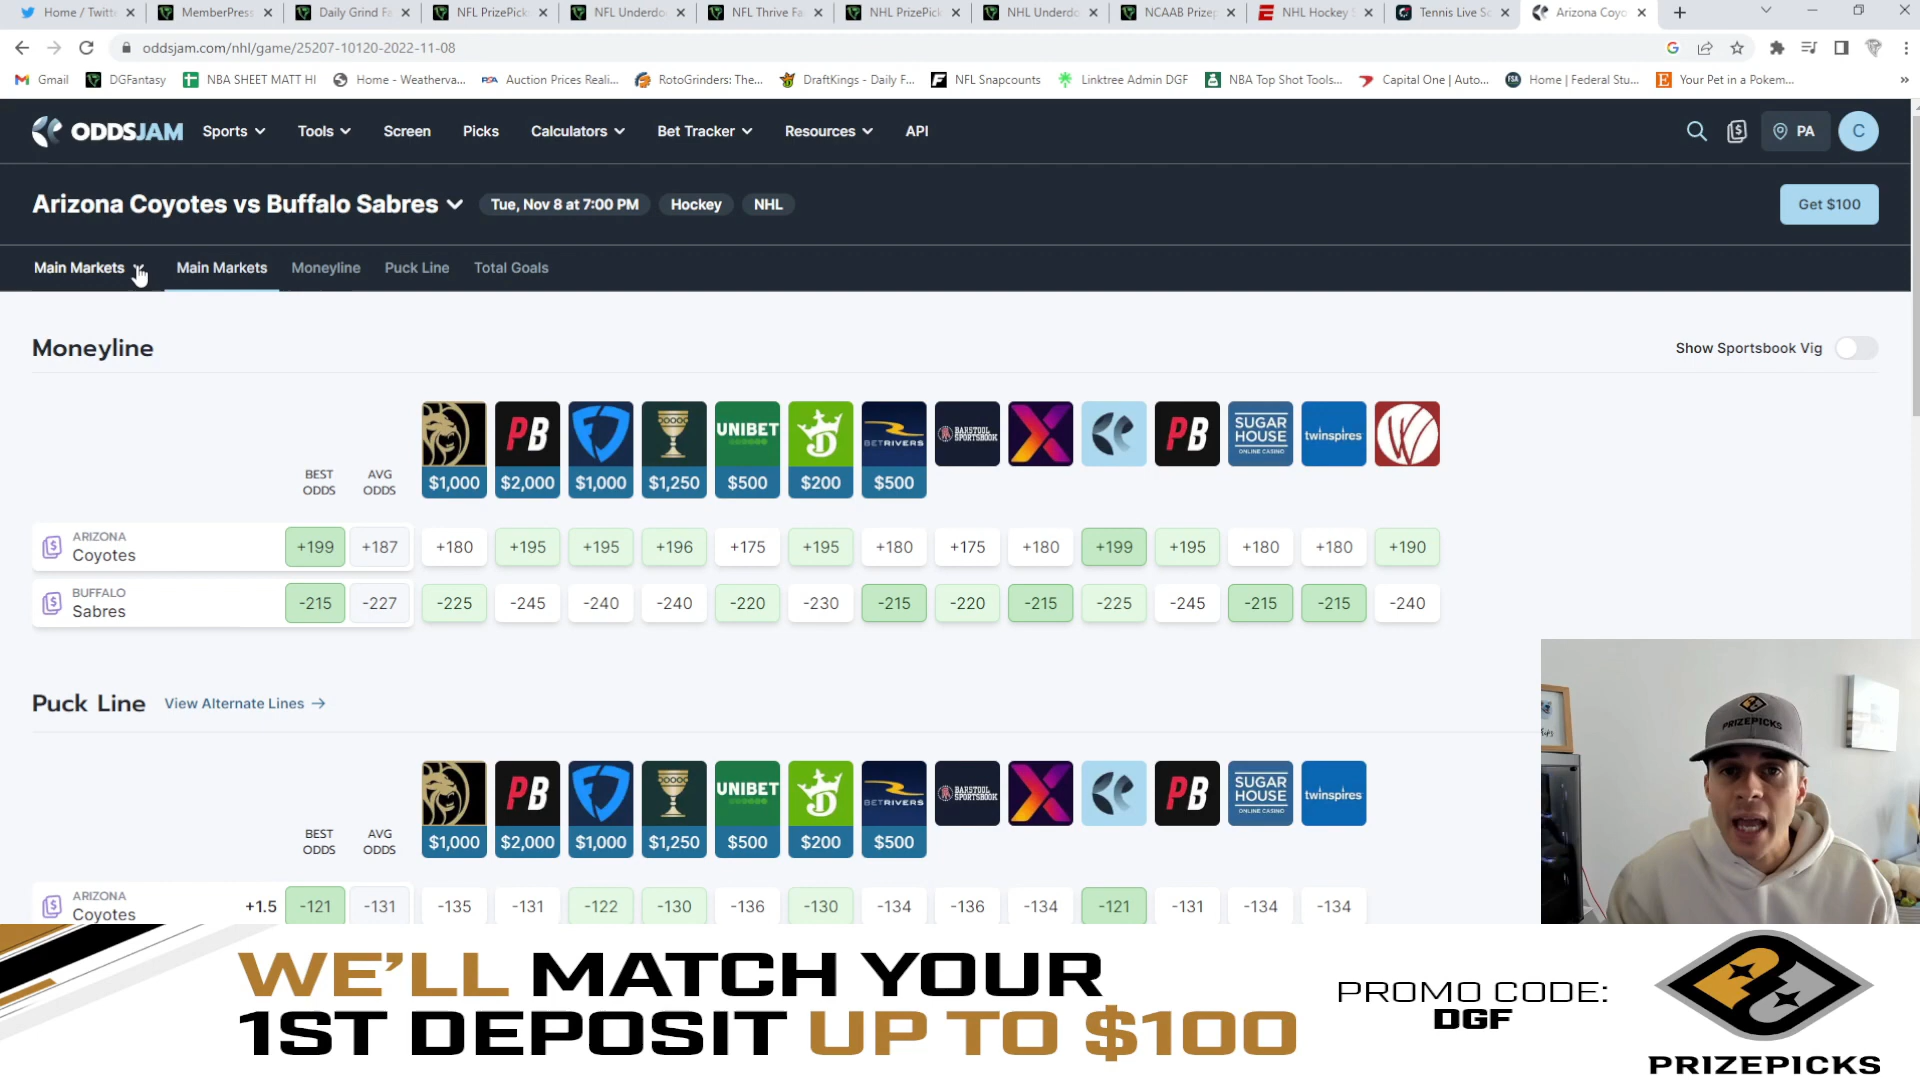 Home / Twitt
MemberPress
Daily Grind Fa
NFL PrizePick
NFL Underdo
NFL Thrive Fa
NHL PrizePick
NHL Underdo
NCAAB Prizep
NHL Hockey S
Tennis Live Sc
Arizona Coyo
oddsjam.com/nhl/game/25207-10120-2022-11-08
Gmail
DGFantasy
NBA SHEET MATT HI
Home - Weatherva...
Auction Prices Reali...
RotoGrinders: The...
DraftKings - Daily F...
NFL Snapcounts
Linktree Admin DGF
NBA Top Shot Tools...
Capital One | Auto...
Home | Federal Stu...
Your Pet in a Pokem...
ODDSJAM
Sports
Tools
Screen
Picks
Calculators
Bet Tracker
Resources
API
PA
C
Arizona Coyotes vs Buffalo Sabres
Tue, Nov 8 at 7:00 PM
Hockey
NHL
Get $100
Main Markets
Main Markets
Moneyline
Puck Line
Total Goals
Moneyline
Show Sportsbook Vig
BEST ODDS
AVG ODDS
PB
UNIBET
BETRIVERS
BARSTOOL SPORTSBOOK
PB
SUGAR HOUSE ONLINE CASINO
twinspires
W
$1,000 $2,000 $1,000 $1,250 $500 $200 $500
ARIZONA
Coyotes
+199 +187 +180 +195 +195 +196 +175 +195 +180 +175 +180 +199 +195 +180 +180 +190
BUFFALO
Sabres
-215 -227 -225 -245 -240 -240 -220 -230 -215 -220 -215 -225 -245 -215 -215 -240
Puck Line
View Alternate Lines →
BEST ODDS
AVG ODDS
PB
UNIBET
BETRIVERS
BARSTOOL SPORTSBOOK
PB
SUGAR HOUSE ONLINE CASINO
twinspires
$1,000 $2,000 $1,000 $1,250 $500 $200 $500
ARIZONA
Coyotes
+1.5 -121 -131 -135 -131 -122 -130 -136 -130 -134 -136 -134 -121 -131 -134 -134
PRIZEPICKS
WE'LL MATCH YOUR
1ST DEPOSIT UP TO $100
PROMO CODE:
DGF
PRIZEPICKS